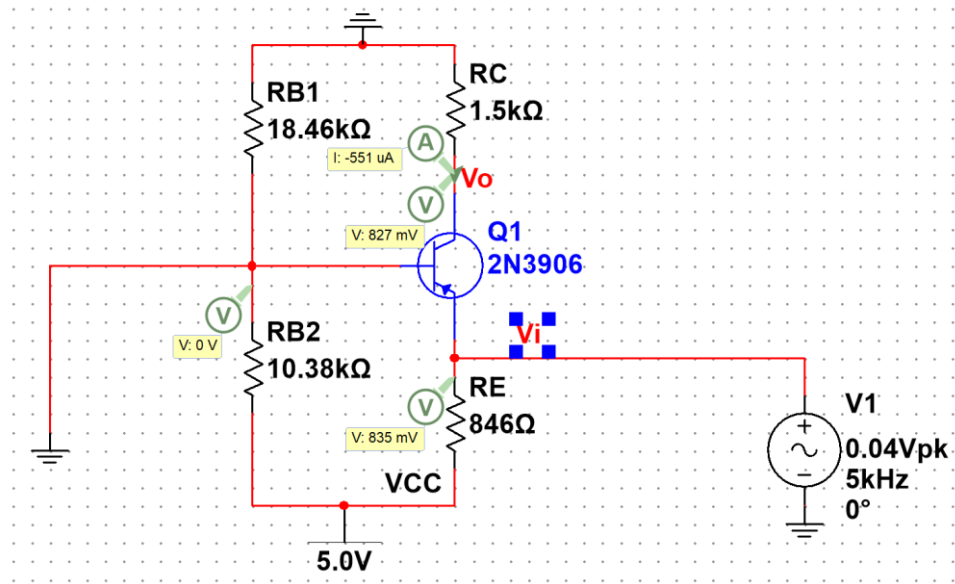 RB1
18.46kΩ
RC
1.5kΩ
A
I: -551 uA
Vo
V
V: 827 mV
Q1
2N3906
V
V: 0 V
RB2
10.38kΩ
Vi
V
V: 835 mV
RE
846Ω
VCC
5.0V
V1
0.04Vpk
5kHz
0°